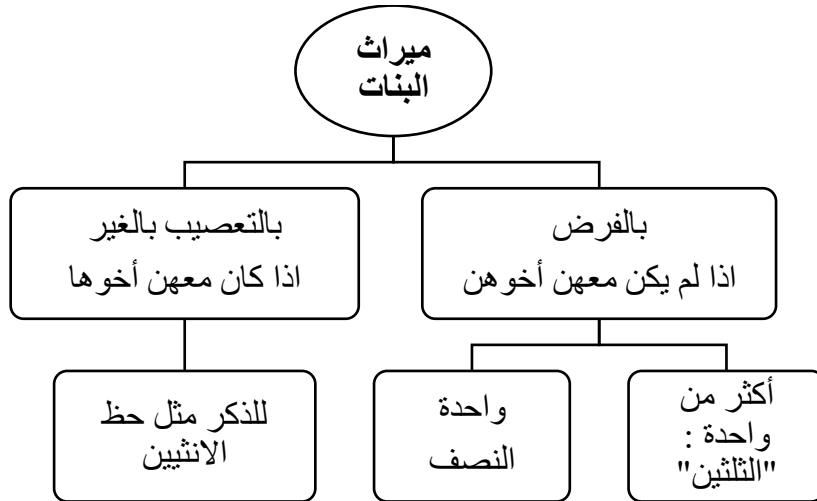 ميراث
البنات
بالفرض
اذا لم يكن معهن أخوهن
بالتعصيب بالغير
اذا كان معهن أخوها
أكثر من
واحدة :
"الثلثين"
واحدة
النصف
للذكر مثل حظ
الانثيين